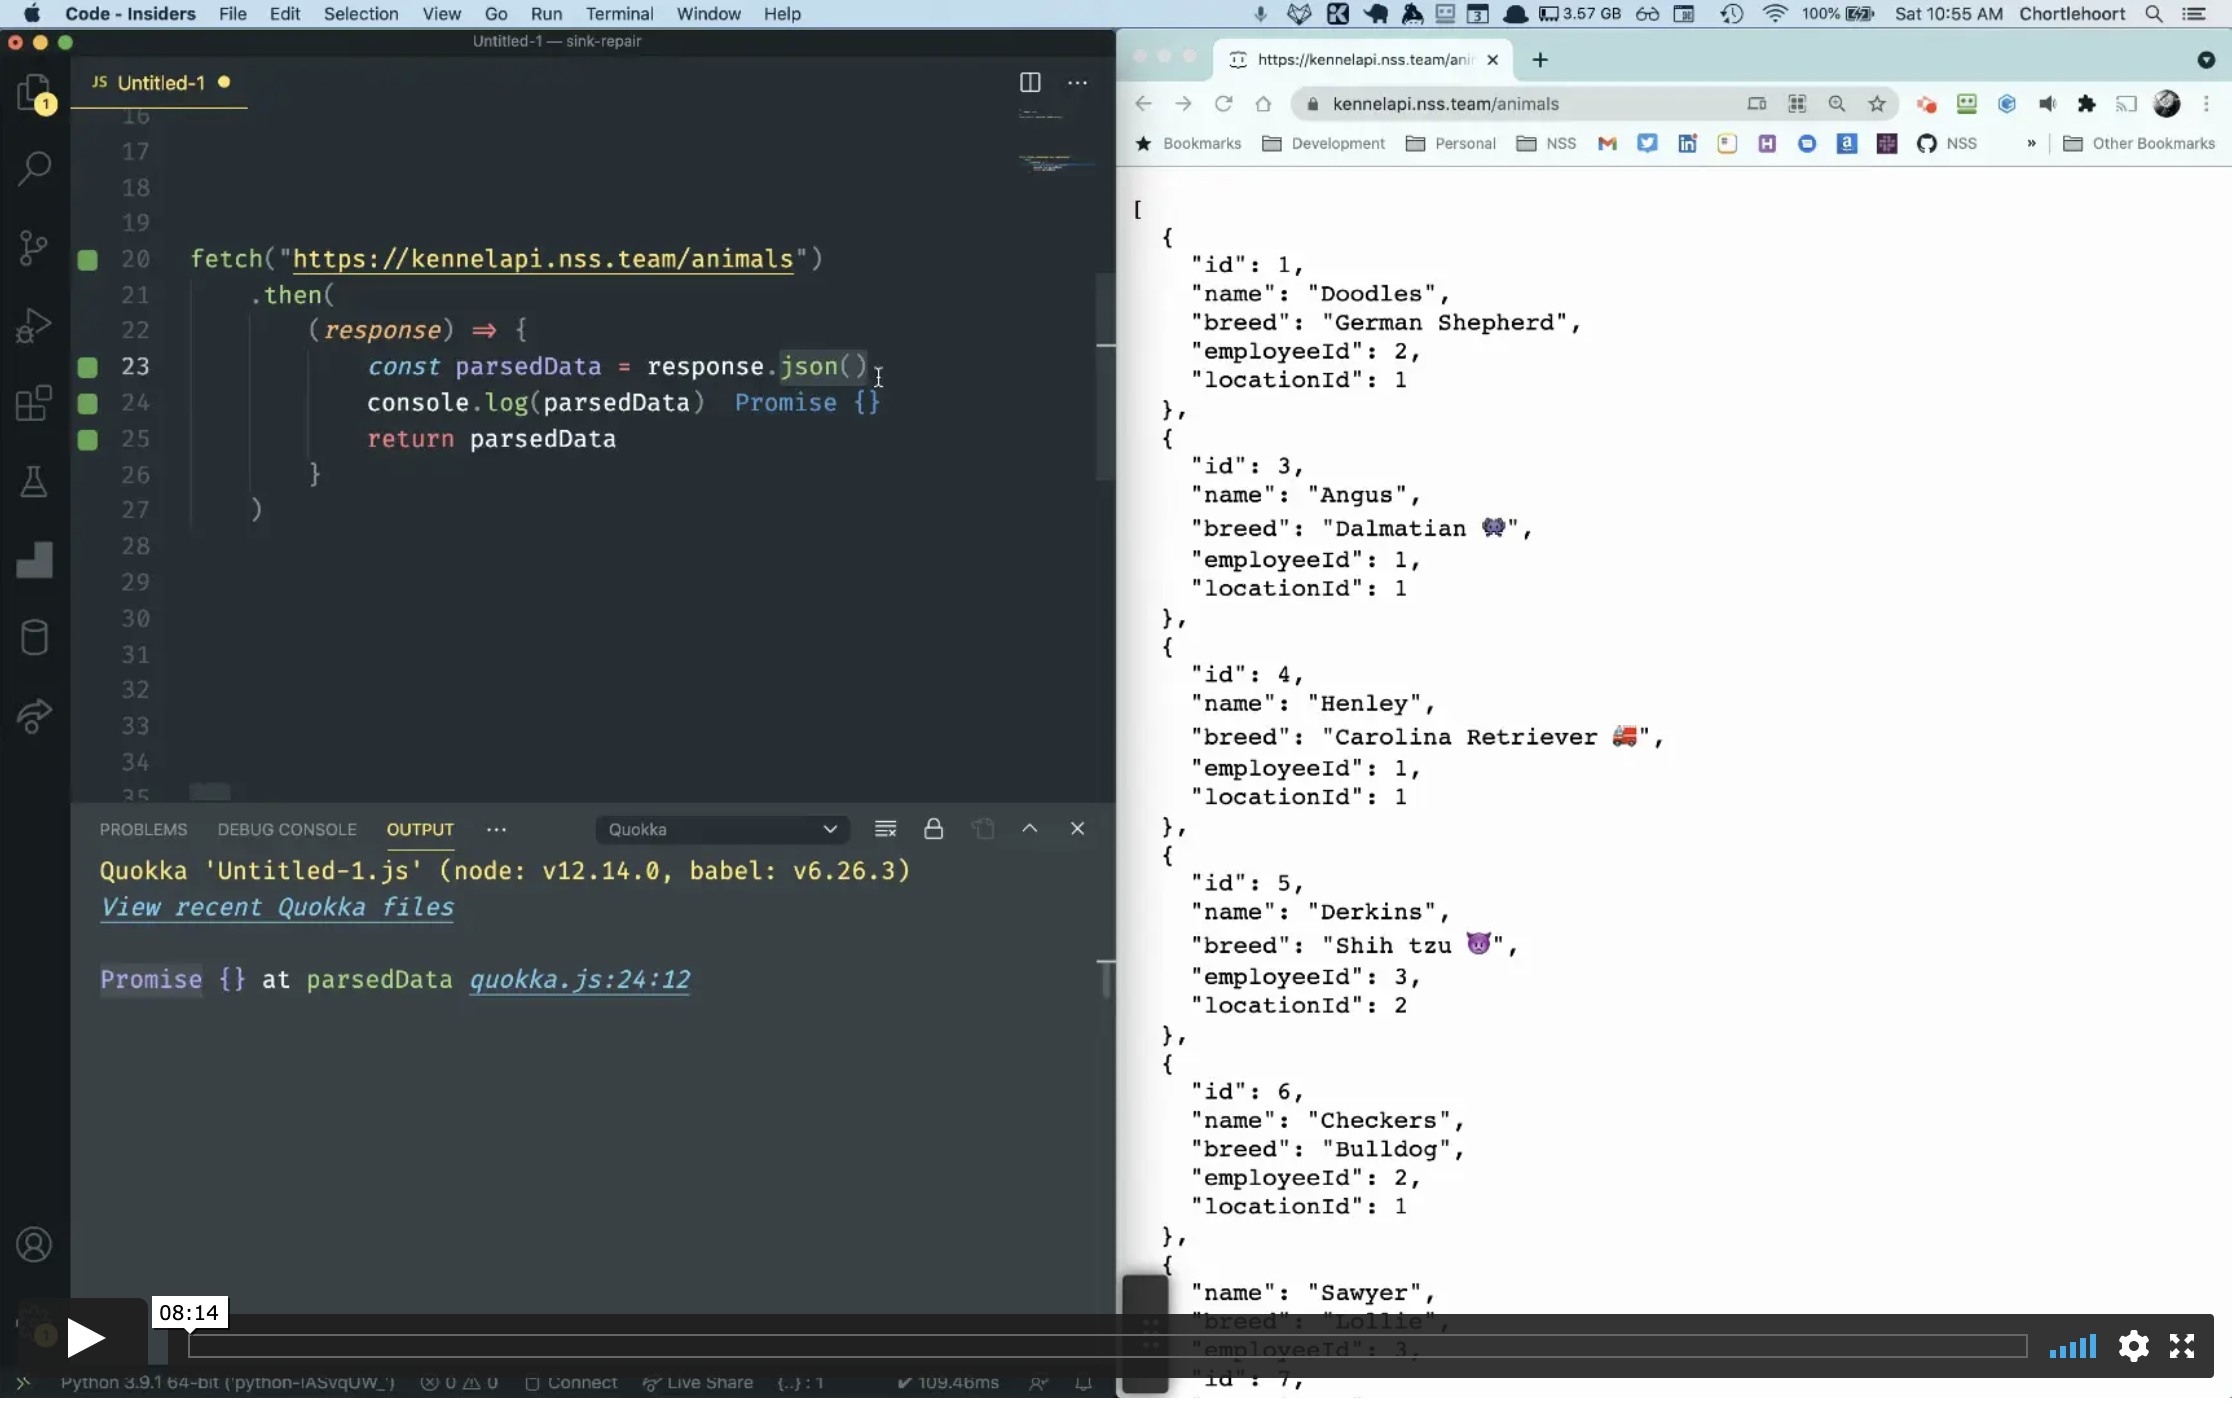 Code - Insiders File Edit Selection View Go Run Terminal Window Help 3 3.57 GB 100% Sat 10:55 AM Chortlehoort
Untitled-1 — sink-repair
JS Untitled-1
1
16
17
18
19
20 fetch("https://kennelapi.nss.team/animals")
21 .then(
22 (response) => {
23 const parsedData = response.json()
24 console.log(parsedData) Promise {}
25 return parsedData
26 }
27 )
28
29
30
31
32
33
34
35
PROBLEMS DEBUG CONSOLE OUTPUT ··· Quokka
Quokka 'Untitled-1.js' (node: v12.14.0, babel: v6.26.3)
View recent Quokka files
Promise {} at parsedData quokka.js:24:12
08:14
1
Python 3.9.1 64-bit ('python-IASvqUW_') 0 0 Connect Live Share {..} : 1 ✔ 109.46ms
https://kennelapi.nss.team/ani
kennelapi.nss.team/animals
Bookmarks Development Personal NSS NSS » Other Bookmarks
[
{
"id": 1,
"name": "Doodles",
"breed": "German Shepherd",
"employeeId": 2,
"locationId": 1
},
{
"id": 3,
"name": "Angus",
"breed": "Dalmatian 👾",
"employeeId": 1,
"locationId": 1
},
{
"id": 4,
"name": "Henley",
"breed": "Carolina Retriever 🚒",
"employeeId": 1,
"locationId": 1
},
{
"id": 5,
"name": "Derkins",
"breed": "Shih tzu 😈",
"employeeId": 3,
"locationId": 2
},
{
"id": 6,
"name": "Checkers",
"breed": "Bulldog",
"employeeId": 2,
"locationId": 1
},
{
"name": "Sawyer",
"breed": "Lollie",
"employeeId": 3,
"id": 7,